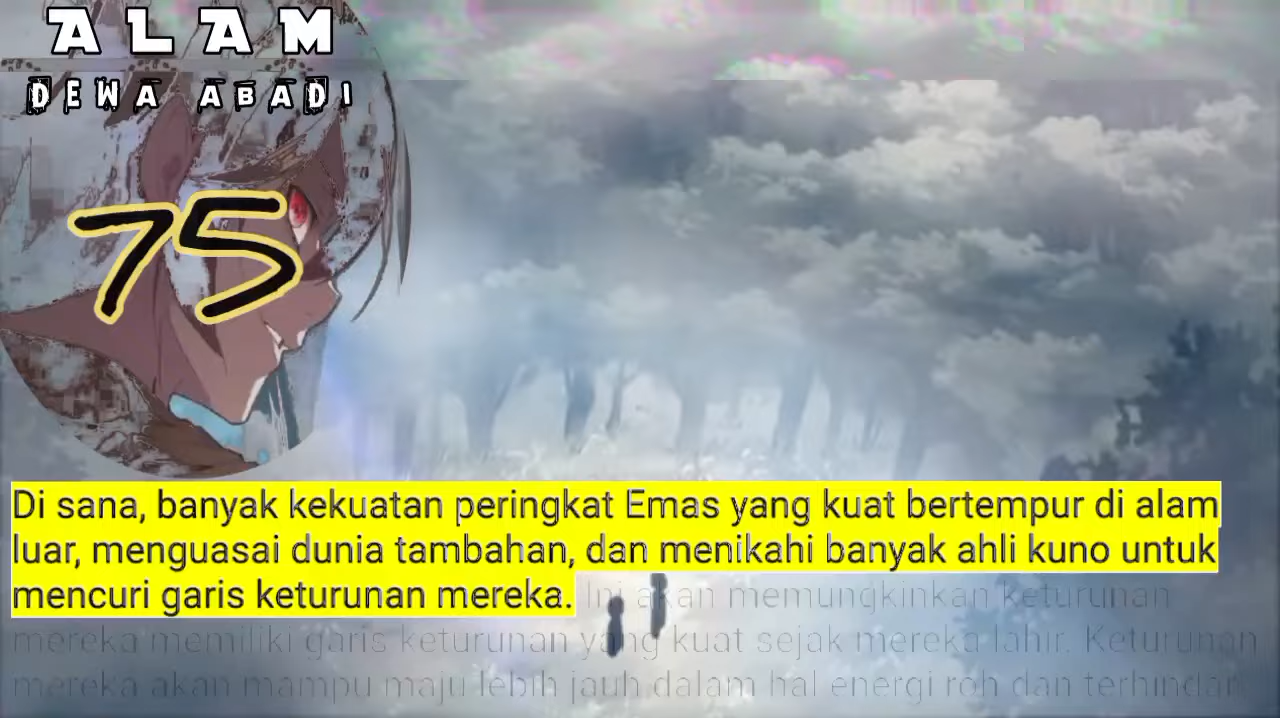 ALAM
DEWA ABADI
75
Di sana, banyak kekuatan peringkat Emas yang kuat bertempur di alam
luar, menguasai dunia tambahan, dan menikahi banyak ahli kuno untuk
mencuri garis keturunan mereka. Ini akan memungkinkan keturunan
mereka memiliki garis keturunan yang kuat sejak mereka lahir. Keturunan
mereka akan mampu maju lebih jauh dalam hal energi roh dan terhindar